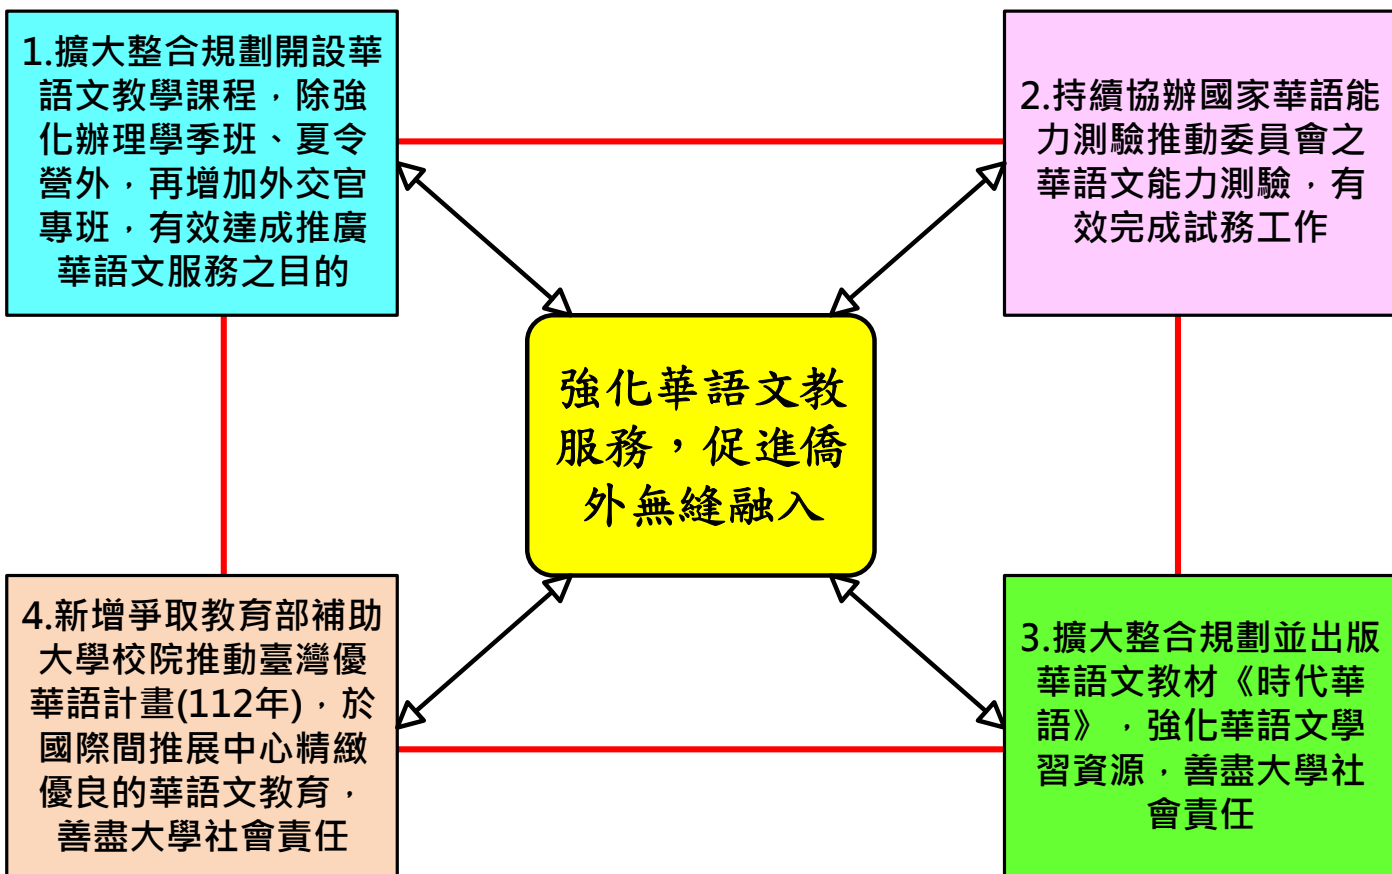 1.擴大整合規劃開設華
語文教學課程，除強
化辦理學季班、夏令
營外，再增加外交官
專班，有效達成推廣
華語文服務之目的
2.持續協辦國家華語能
力測驗推動委員會之
華語文能力測驗，有
效完成試務工作
強化華語文教
服務，促進僑
外無縫融入
4.新增爭取教育部補助
大學校院推動臺灣優
華語計畫(112年)，於
國際間推展中心精緻
優良的華語文教育，
善盡大學社會責任
3.擴大整合規劃並出版
華語文教材《時代華
語》，強化華語文學
習資源，善盡大學社
會責任